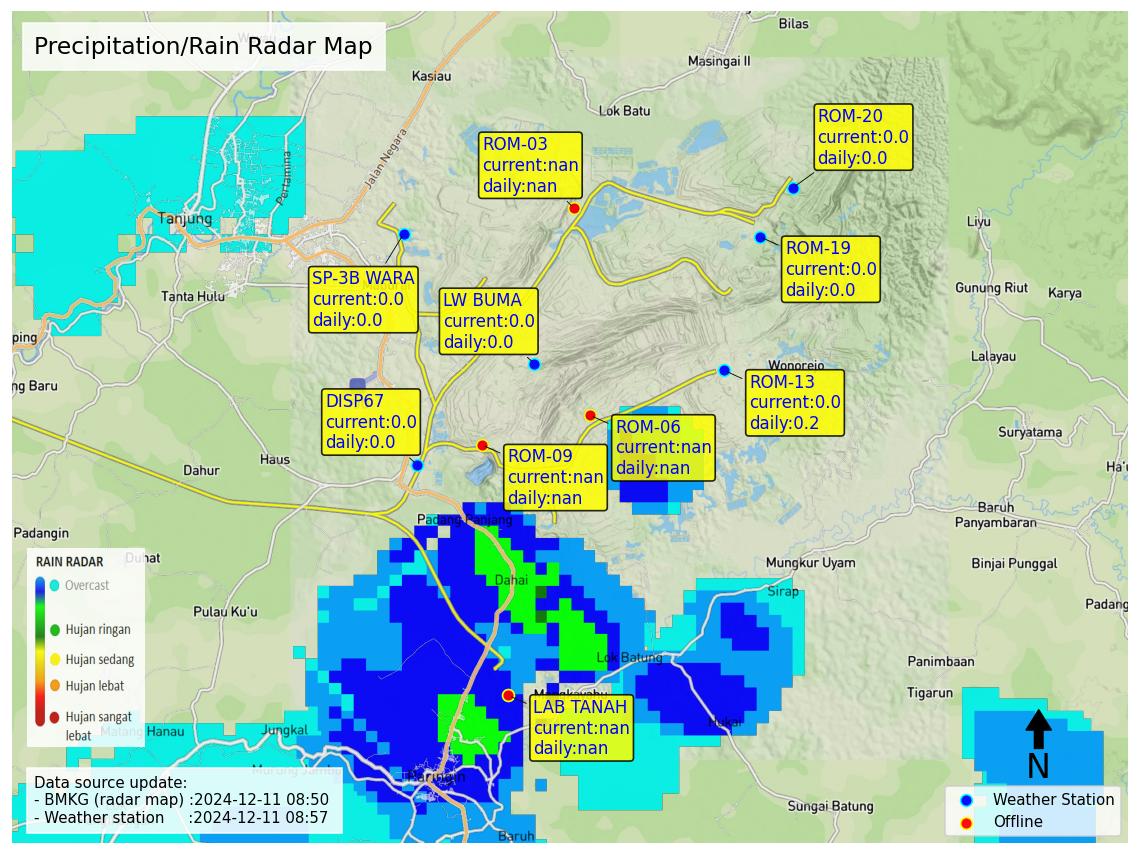 Precipitation/Rain Radar Map
Bilas
Masingai II
Kasiau
Lok Batu
Jalan Negara
Pertamina
Tanjung
ROM-20
current:0.0
daily:0.0
ROM-03
current:nan
daily:nan
ROM-19
current:0.0
daily:0.0
Liyu
SP-3B WARA
current:0.0
daily:0.0
LW BUMA
current:0.0
daily:0.0
Tanta Hulu
Gunung Riut
Karya
ping
Lalayau
ng Baru
Wonorejo
ROM-13
current:0.0
daily:0.2
DISP67
current:0.0
daily:0.0
ROM-06
current:nan
daily:nan
ROM-09
current:nan
daily:nan
Suryatama
Haus
Dahur
Ha'u
Baruh
Panyambaran
Padang Panjang
Padangin
Duhat
Mungkur Uyam
Binjai Punggal
Dahai
Sirap
Padang
Pulau Ku'u
RAIN RADAR
Overcast
Hujan ringan
Hujan sedang
Hujan lebat
Hujan sangat
lebat
Lok Batung
Panimbaan
Tigarun
LAB TANAH
current:nan
daily:nan
Hukai
Hanau
Jungkal
Paringin
Sungai Batung
Baruh
Data source update:
- BMKG (radar map) :2024-12-11 08:50
- Weather station :2024-12-11 08:57
N
Weather Station
Offline